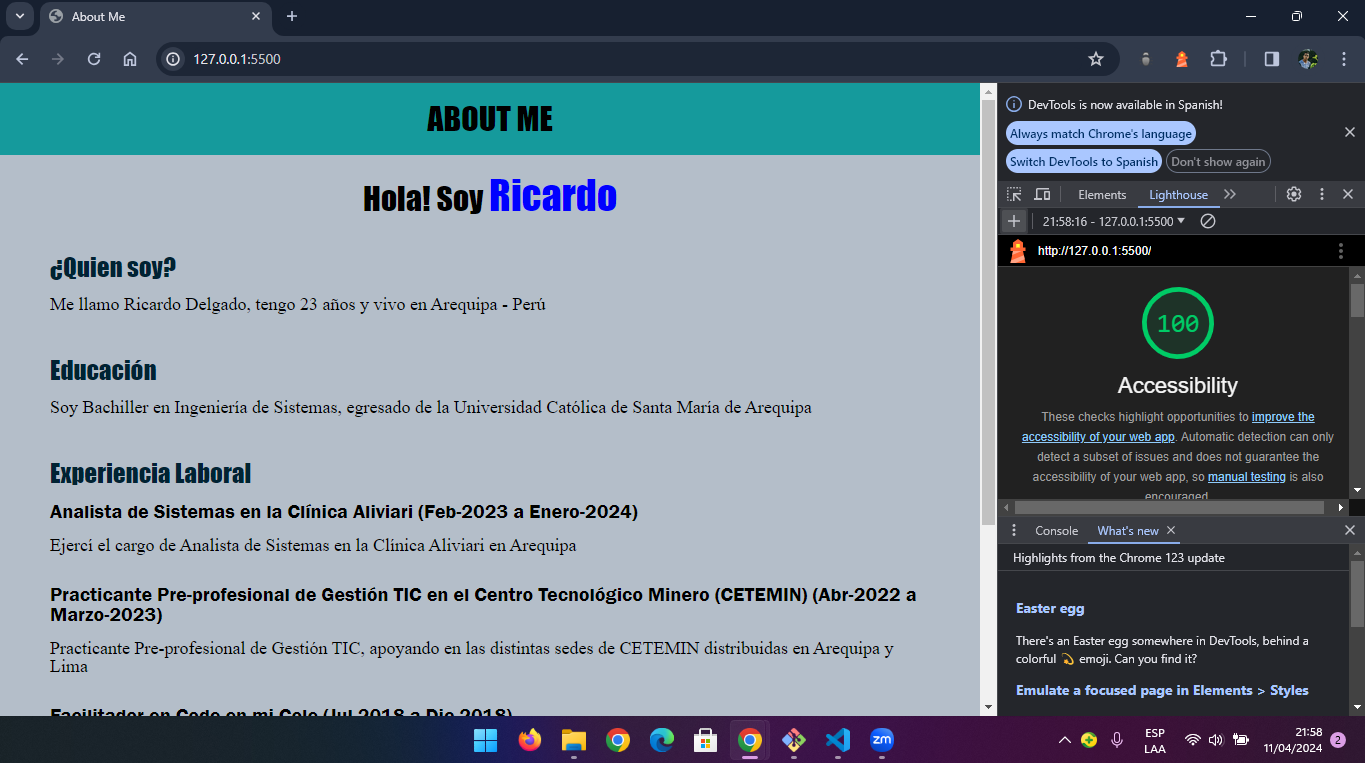 About Me
127.0.0.1:5500
ABOUT ME
Hola! Soy Ricardo
¿Quien soy?
Me llamo Ricardo Delgado, tengo 23 años y vivo en Arequipa - Perú
Educación
Soy Bachiller en Ingeniería de Sistemas, egresado de la Universidad Católica de Santa María de Arequipa
Experiencia Laboral
Analista de Sistemas en la Clínica Aliviari (Feb-2023 a Enero-2024)
Ejercí el cargo de Analista de Sistemas en la Clínica Aliviari en Arequipa
Practicante Pre-profesional de Gestión TIC en el Centro Tecnológico Minero (CETEMIN) (Abr-2022 a
Marzo-2023)
Practicante Pre-profesional de Gestión TIC, apoyando en las distintas sedes de CETEMIN distribuidas en Arequipa y
Lima
Facilitador en Code en mi Cole (Jul 2018 a Dic 2018)
DevTools is now available in Spanish!
Always match Chrome's language
Switch DevTools to Spanish
Don't show again
Elements
Lighthouse
21:58:16 - 127.0.0.1:5500
http://127.0.0.1:5500/
100
Accessibility
These checks highlight opportunities to improve the
accessibility of your web app. Automatic detection can only
detect a subset of issues and does not guarantee the
accessibility of your web app, so manual testing is also
encouraged.
Console
What's new
Highlights from the Chrome 123 update
Easter egg
There's an Easter egg somewhere in DevTools, behind a
colorful 💫 emoji. Can you find it?
Emulate a focused page in Elements > Styles
zm
ESP
LAA
21:58
11/04/2024
2